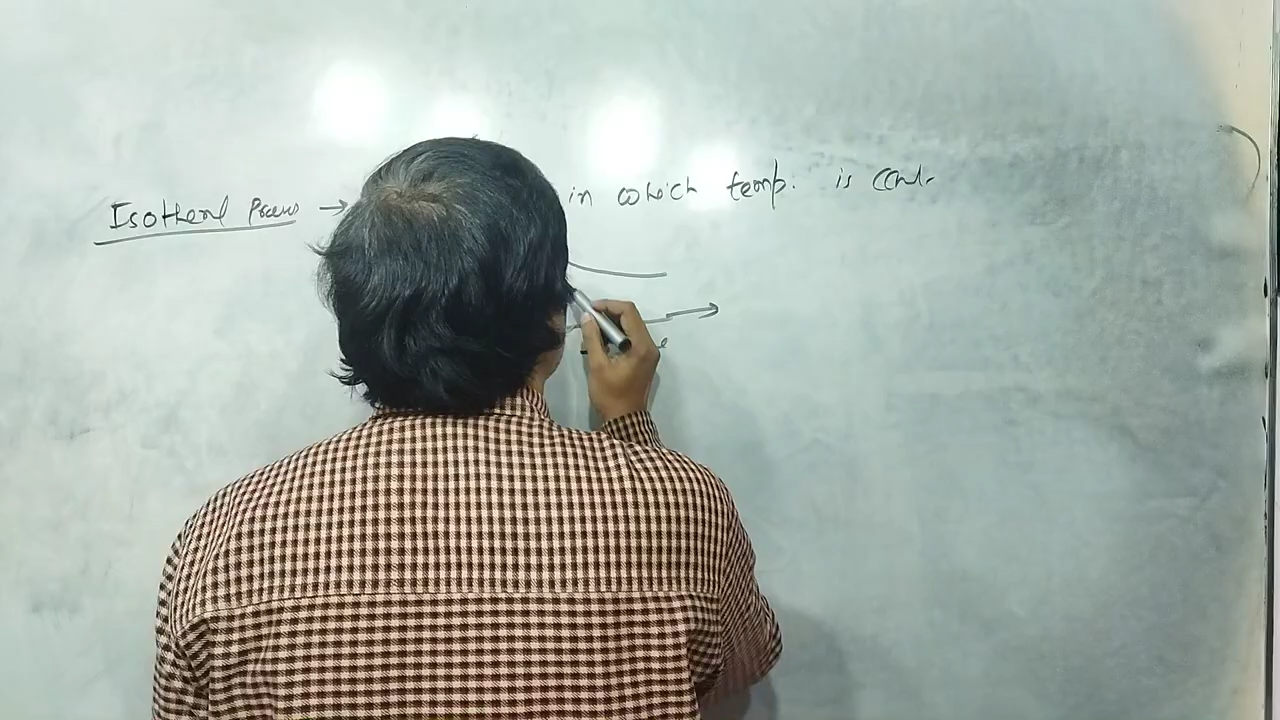 Isothermal Process → in which temp. is const.